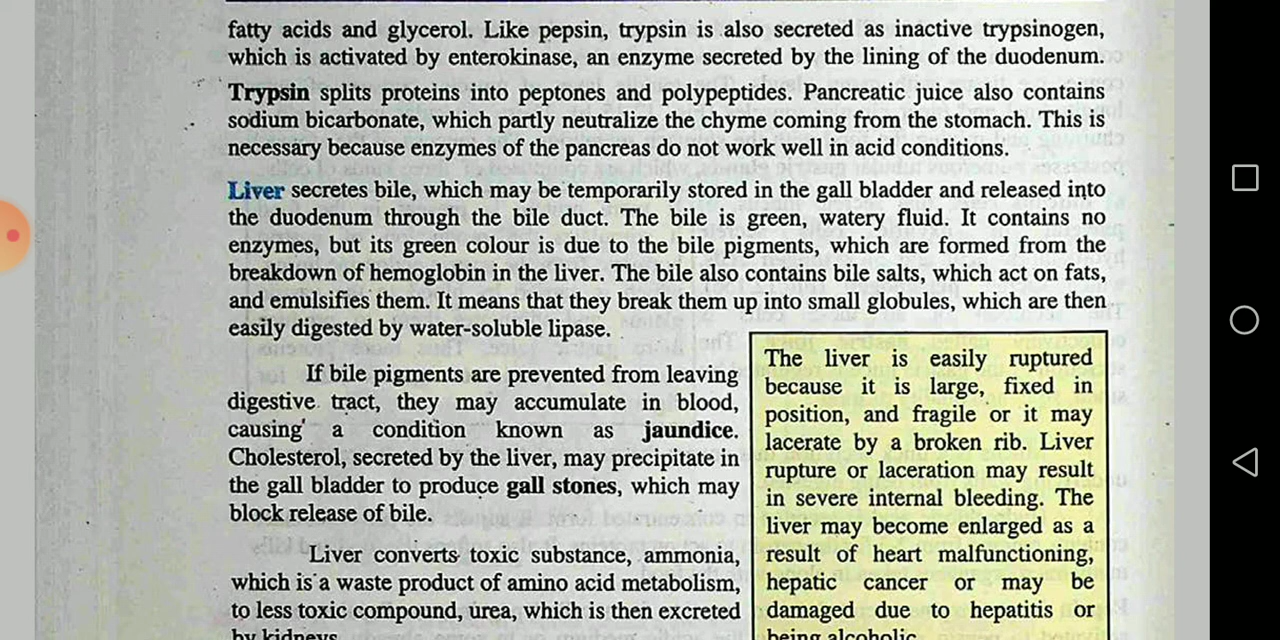 fatty acids and glycerol. Like pepsin, trypsin is also secreted as inactive trypsinogen,
which is activated by enterokinase, an enzyme secreted by the lining of the duodenum.
Trypsin splits proteins into peptones and polypeptides. Pancreatic juice also contains
sodium bicarbonate, which partly neutralize the chyme coming from the stomach. This is
necessary because enzymes of the pancreas do not work well in acid conditions.
Liver secretes bile, which may be temporarily stored in the gall bladder and released into
the duodenum through the bile duct. The bile is green, watery fluid. It contains no
enzymes, but its green colour is due to the bile pigments, which are formed from the
breakdown of hemoglobin in the liver. The bile also contains bile salts, which act on fats,
and emulsifies them. It means that they break them up into small globules, which are then
easily digested by water-soluble lipase.
If bile pigments are prevented from leaving
digestive tract, they may accumulate in blood,
causing a condition known as jaundice.
Cholesterol, secreted by the liver, may precipitate in
the gall bladder to produce gall stones, which may
block release of bile.
Liver converts toxic substance, ammonia,
which is a waste product of amino acid metabolism,
to less toxic compound, urea, which is then excreted
by kidneys
The liver is easily ruptured
because it is large, fixed in
position, and fragile or it may
lacerate by a broken rib. Liver
rupture or laceration may result
in severe internal bleeding. The
liver may become enlarged as a
result of heart malfunctioning,
hepatic cancer or may be
damaged due to hepatitis or
being alcoholic